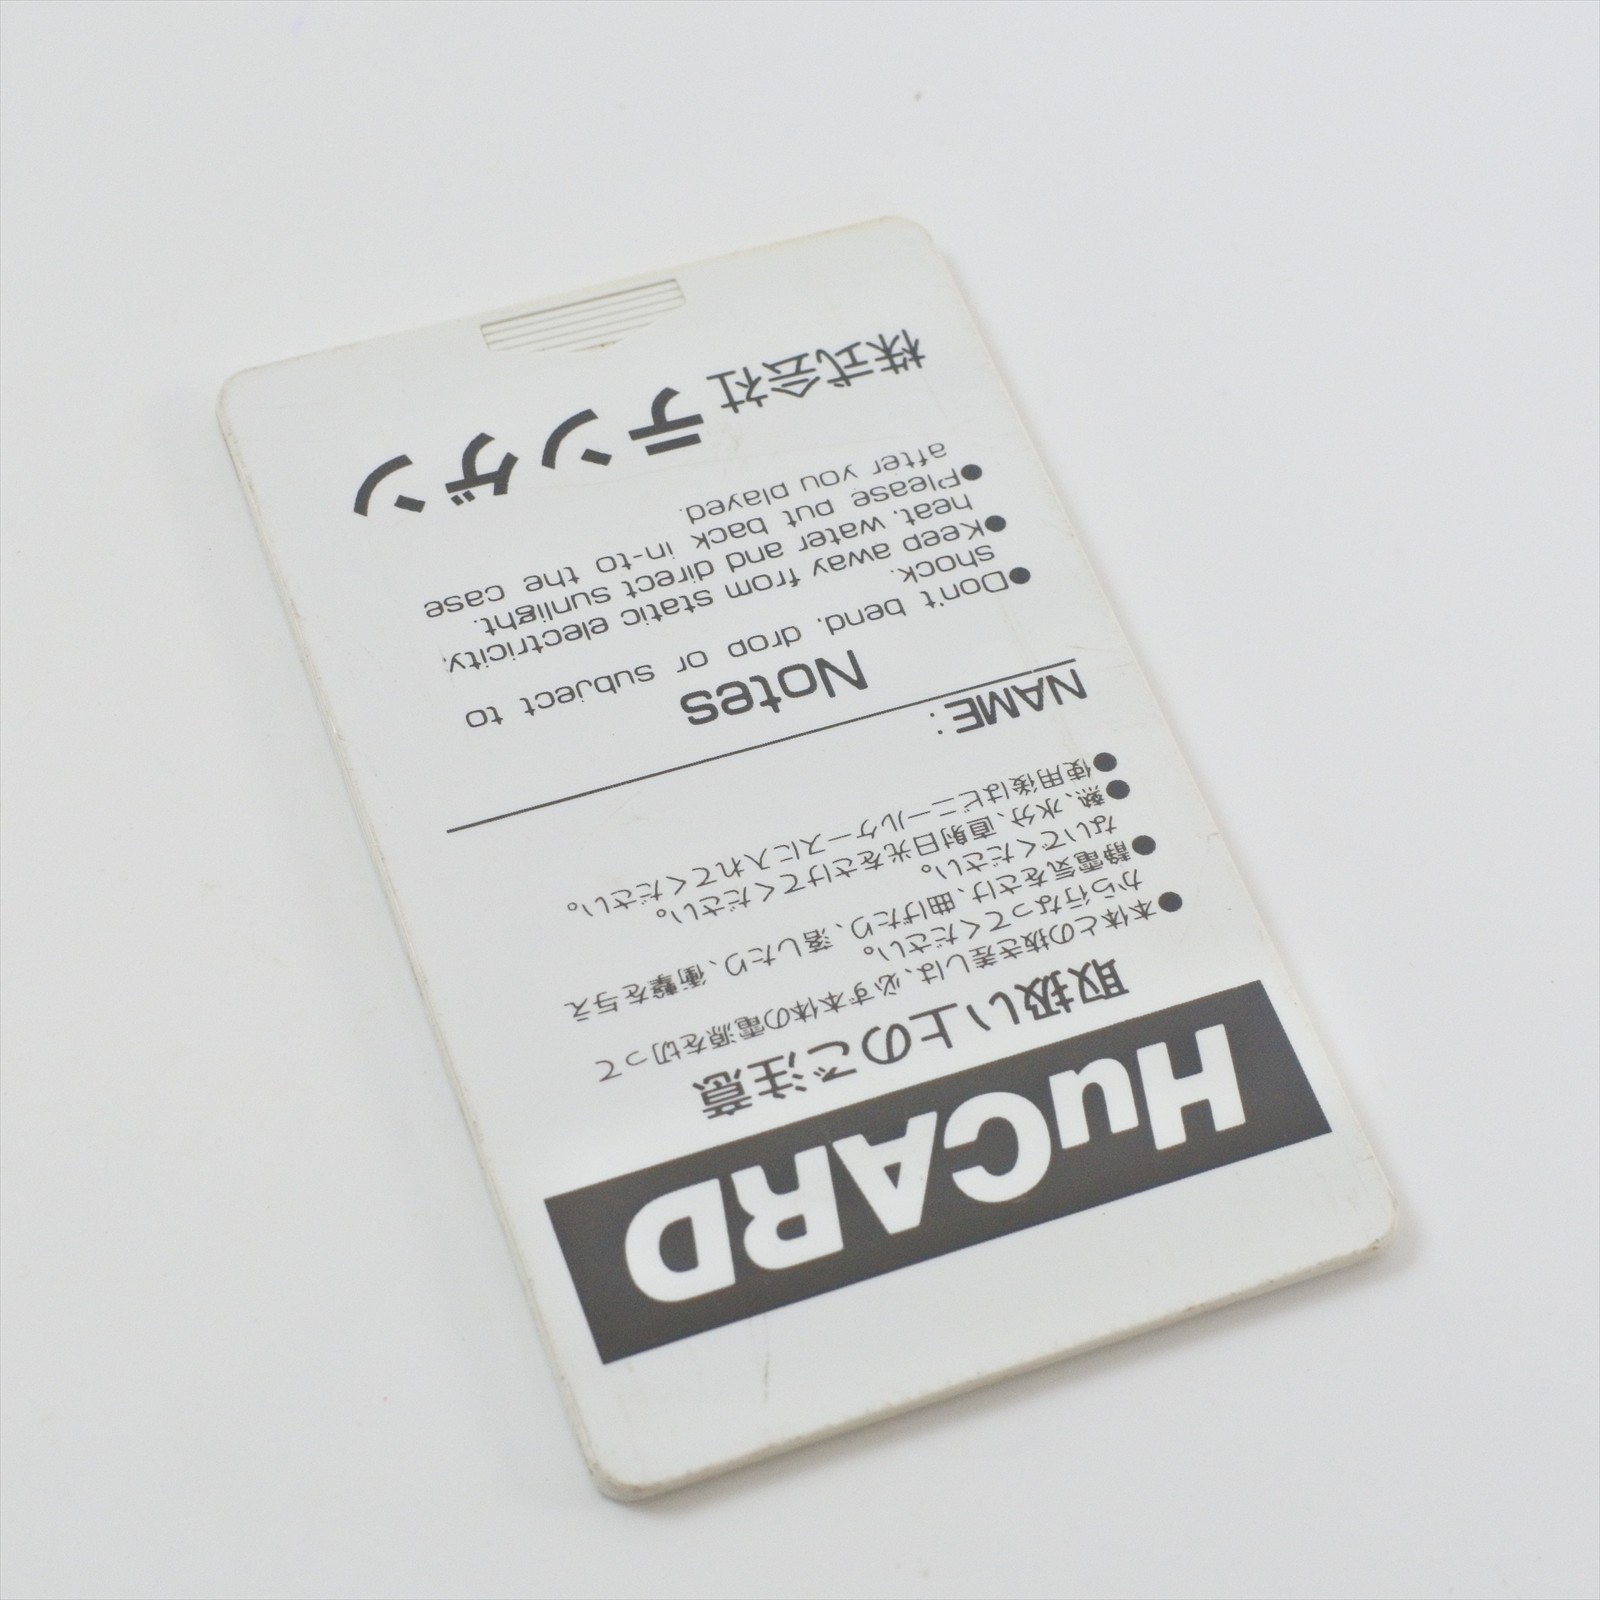 HuCARD
取扱い上のご注意
●本体との抜き差しは、必ず本体の電源を切って
から行なってください。
●静電気をさけ、曲げたり、落したり、衝撃を与え
ないでください。
●熱、水分、直射日光をさけてください。
●使用後はビニールケースに入れてください。
NAME:
Notes
●Don't bend, drop or subject to
shock.
●Keep away from static electricity,
heat, water and direct sunlight.
●Please put back in-to the case
after you played.
株式会社テンゲン